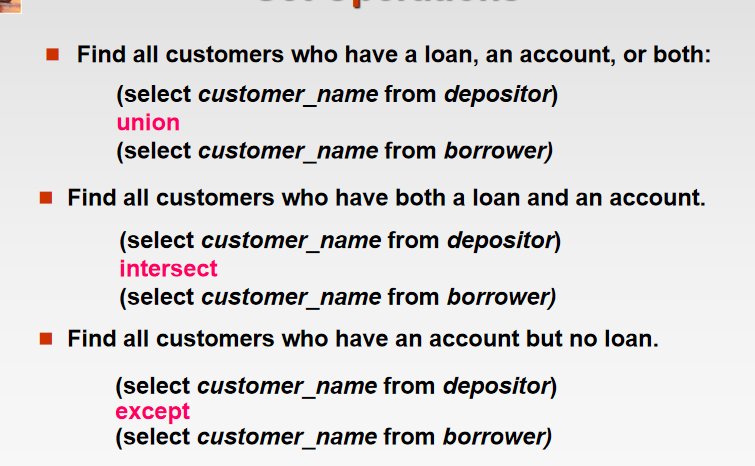 Find all customers who have a loan, an account, or both:
(select customer_name from depositor)
union
(select customer_name from borrower)
Find all customers who have both a loan and an account.
(select customer_name from depositor)
intersect
(select customer_name from borrower)
Find all customers who have an account but no loan.
(select customer_name from depositor)
except
(select customer_name from borrower)